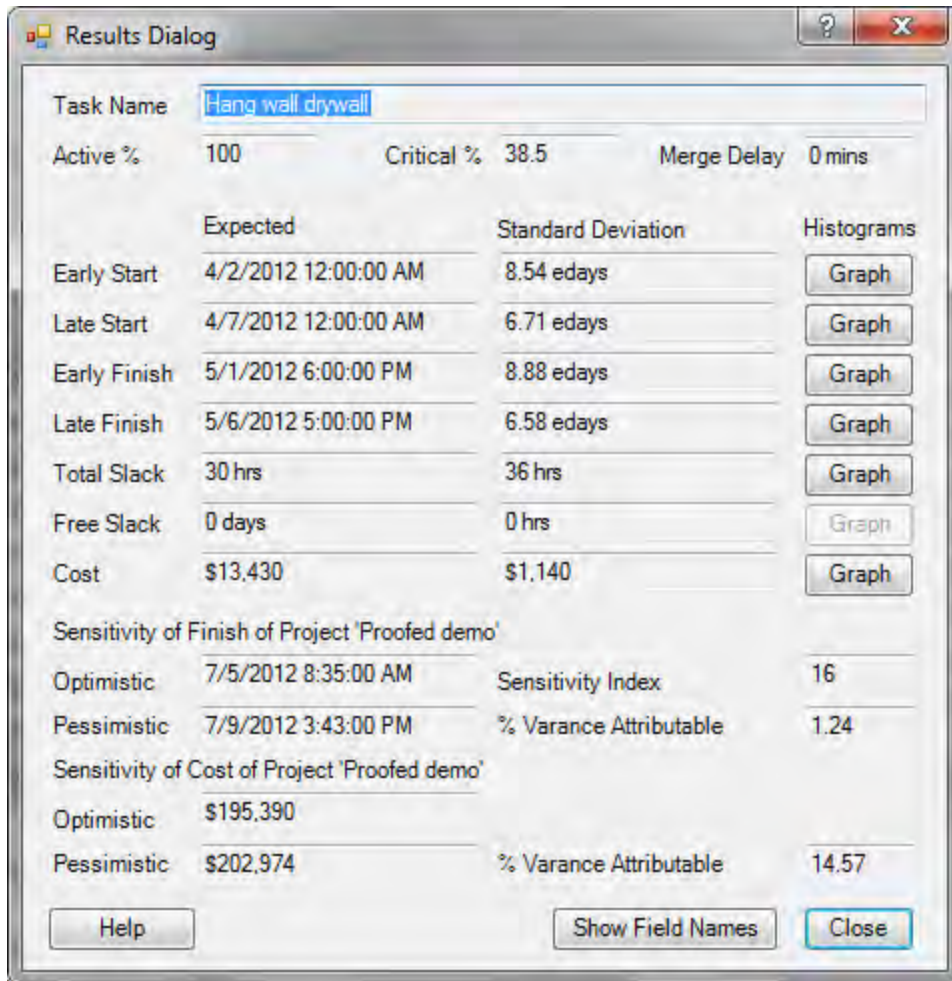 Results Dialog
Task Name Hang wall drywall
Active % 100 Critical % 38.5 Merge Delay 0 mins
Expected Standard Deviation Histograms
Early Start 4/2/2012 12:00:00 AM 8.54 edays Graph
Late Start 4/7/2012 12:00:00 AM 6.71 edays Graph
Early Finish 5/1/2012 6:00:00 PM 8.88 edays Graph
Late Finish 5/6/2012 5:00:00 PM 6.58 edays Graph
Total Slack 30 hrs 36 hrs Graph
Free Slack 0 days 0 hrs Graph
Cost $13,430 $1,140 Graph
Sensitivity of Finish of Project 'Proofed demo'
Optimistic 7/5/2012 8:35:00 AM Sensitivity Index 16
Pessimistic 7/9/2012 3:43:00 PM % Variance Attributable 1.24
Sensitivity of Cost of Project 'Proofed demo'
Optimistic $195,390
Pessimistic $202,974 % Variance Attributable 14.57
Help Show Field Names Close